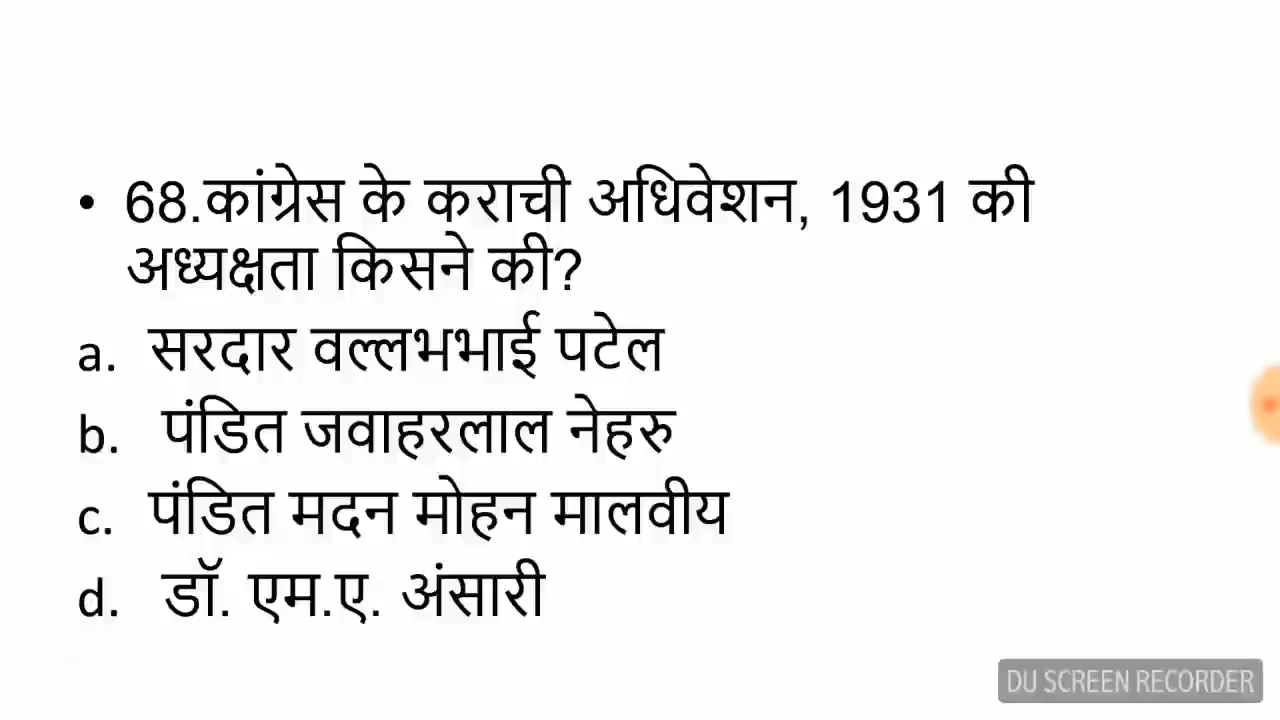 • 68.कांग्रेस के कराची अधिवेशन, 1931 की
अध्यक्षता किसने की?
a. सरदार वल्लभभाई पटेल
b. पंडित जवाहरलाल नेहरु
c. पंडित मदन मोहन मालवीय
d. डॉ. एम.ए. अंसारी
DU SCREEN RECORDER